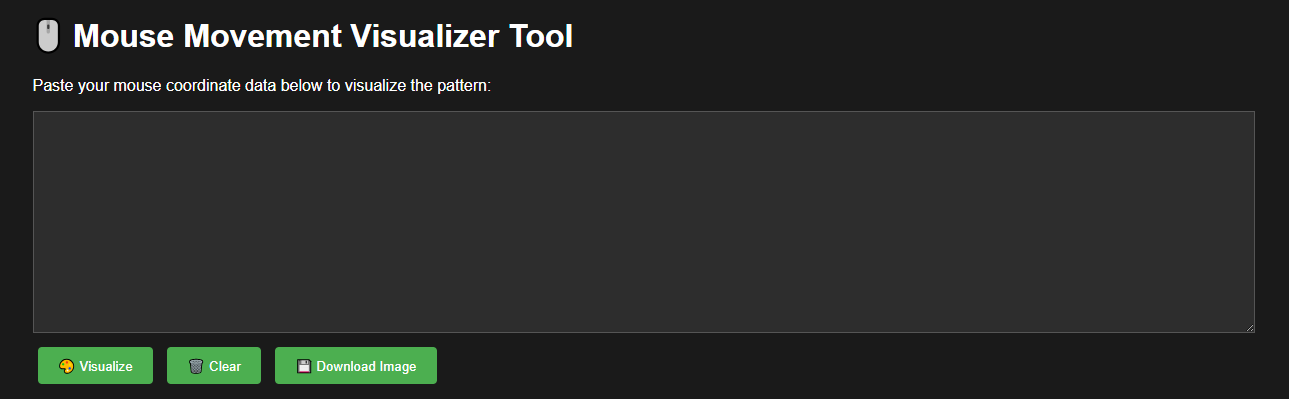 Mouse Movement Visualizer Tool
Paste your mouse coordinate data below to visualize the pattern:
Visualize Clear Download Image